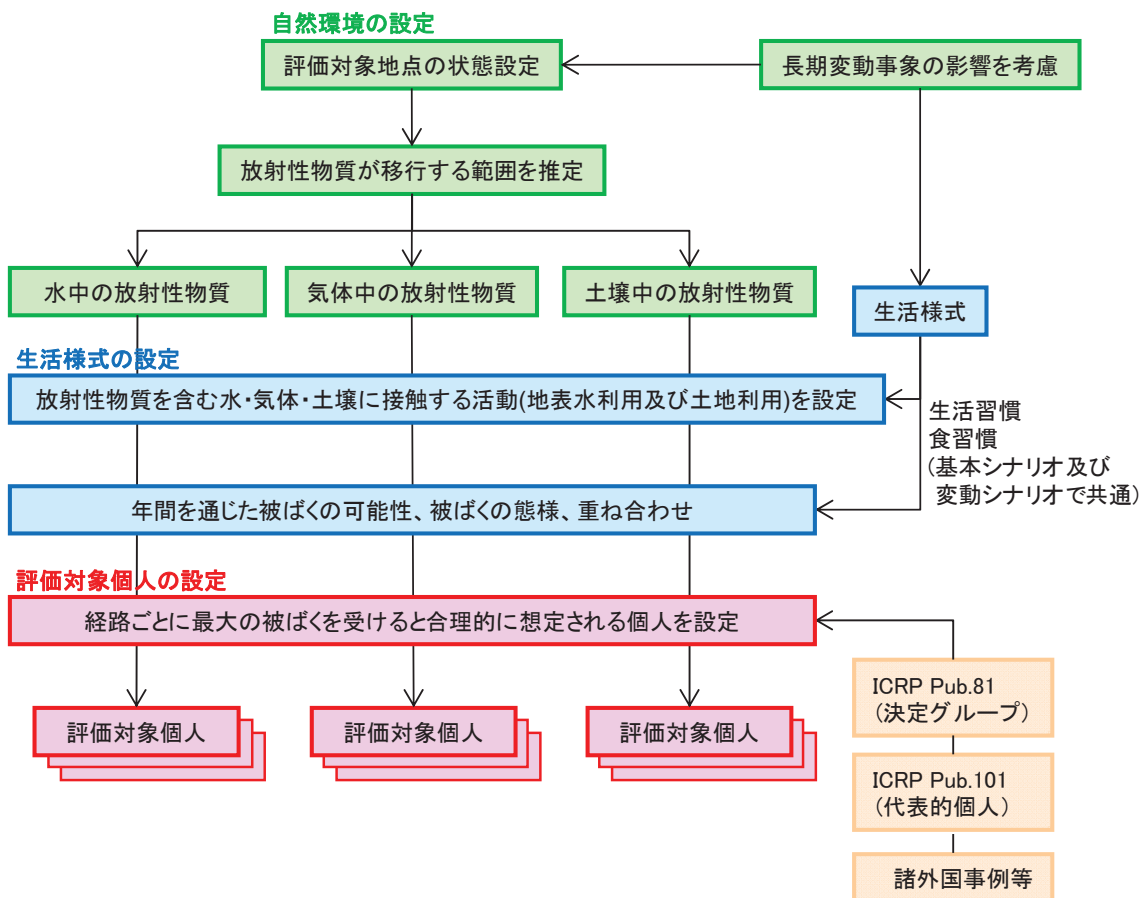 自然環境の設定
評価対象地点の状態設定
長期変動事象の影響を考慮
放射性物質が移行する範囲を推定
水中の放射性物質
気体中の放射性物質
土壌中の放射性物質
生活様式
生活様式の設定
放射性物質を含む水・気体・土壌に接触する活動(地表水利用及び土地利用)を設定
生活習慣
食習慣
(基本シナリオ及び
変動シナリオで共通)
年間を通じた被ばくの可能性、被ばくの態様、重ね合わせ
評価対象個人の設定
経路ごとに最大の被ばくを受けると合理的に想定される個人を設定
ICRP Pub.81
(決定グループ)
評価対象個人
評価対象個人
評価対象個人
ICRP Pub.101
(代表的個人)
諸外国事例等